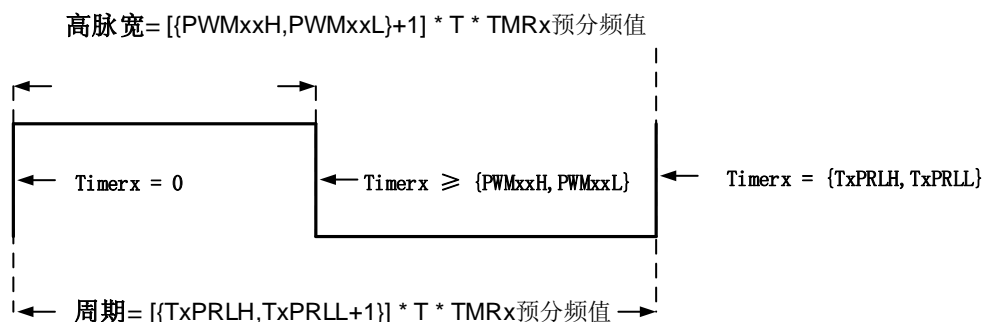 高脉宽= [{PWMxxH,PWMxxL}+1] * T * TMRx预分频值
Timerx = 0
Timerx ≥ {PWMxxH,PWMxxL}
Timerx = {TxPRLH,TxPRLL}
周期= [{TxPRLH,TxPRLL+1}] * T * TMRx预分频值